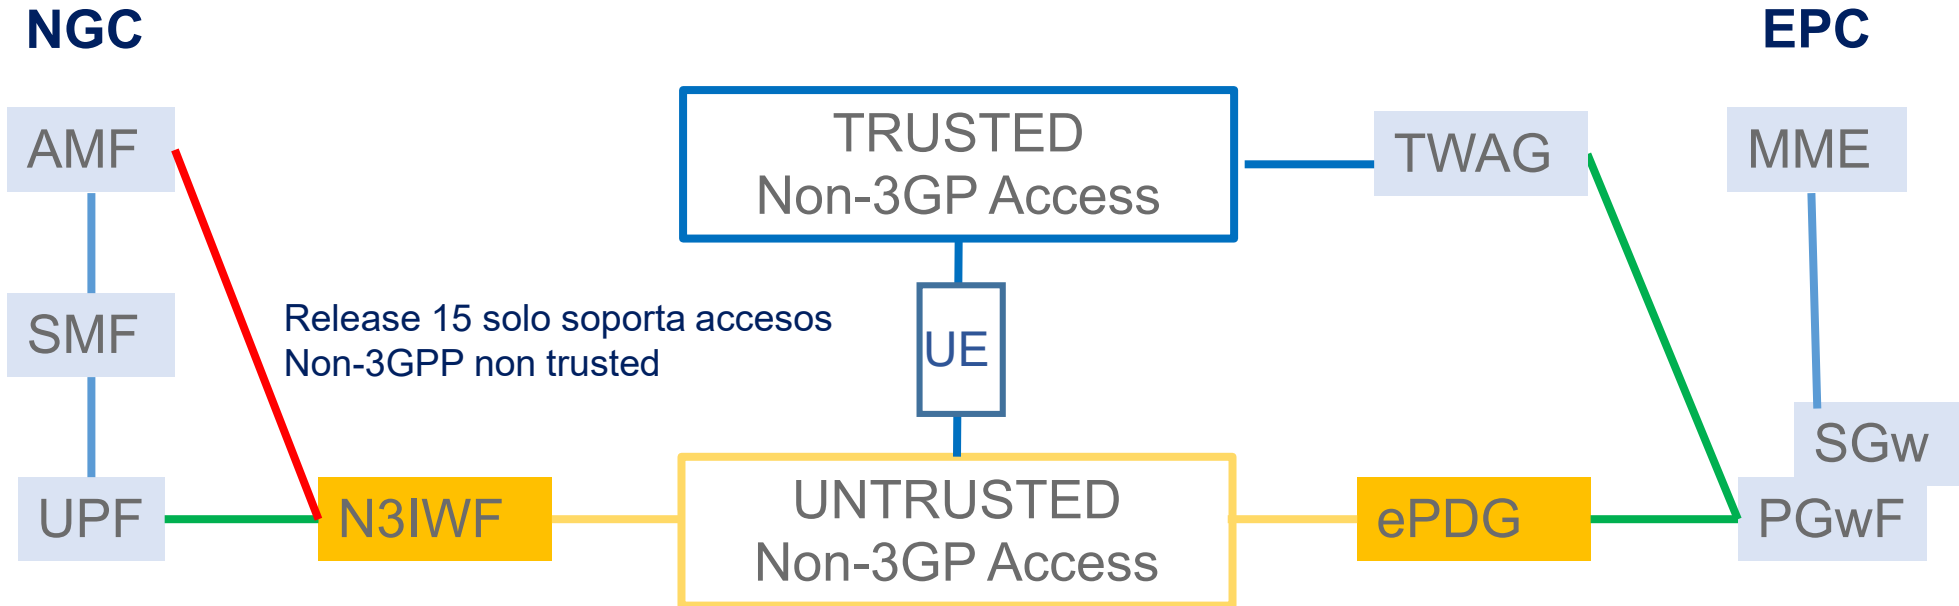 NGC
EPC
AMF
TRUSTED
Non-3GP Access
TWAG
MME
SMF
Release 15 solo soporta accesos
Non-3GPP non trusted
UE
SGw
UPF
N3IWF
UNTRUSTED
Non-3GP Access
ePDG
PGwF